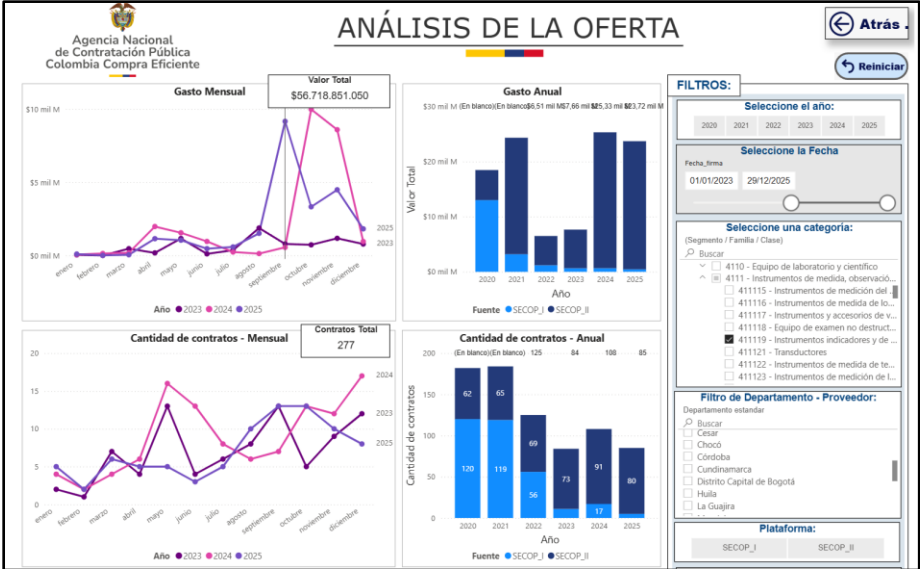 ANÁLISIS DE LA OFERTA
Agencia Nacional
de Contratación Pública
Colombia Compra Eficiente
Atrás .
Reiniciar
Gasto Mensual
Valor Total
$56.718.851.050
$10 mil M
$5 mil M
$0 mil M
enero
febrero
marzo
abril
mayo
junio
julio
agosto
septiembre
octubre
noviembre
diciembre
2025
2023
Año 2023 2024 2025
Gasto Anual
$30 mil M (En blanco)(En blanco)$6,51 mil M$7,66 mil M$25,33 mil M$23,72 mil M
$20 mil M
$10 mil M
$0 mil M
Valor Total
2020 2021 2022 2023 2024 2025
Año
Fuente SECOP_I SECOP_II
Cantidad de contratos - Mensual
Contratos Total
277
20
15
10
5
0
enero
febrero
marzo
abril
mayo
junio
julio
agosto
septiembre
octubre
noviembre
diciembre
2024
2023
2025
Año 2023 2024 2025
Cantidad de contratos - Anual
(En blanco)(En blanco) 125 84 108 85
200
150
100
50
0
Cantidad de contratos
62 65 69 73 91 80
120 119 56 17
2020 2021 2022 2023 2024 2025
Año
Fuente SECOP_I SECOP_II
FILTROS:
Seleccione el año:
2020 2021 2022 2023 2024 2025
Seleccione la Fecha
Fecha_firma
01/01/2023 29/12/2025
Seleccione una categoría:
(Segmento / Familia / Clase)
Buscar
4110 - Equipo de laboratorio y científico
4111 - Instrumentos de medida, observació...
411115 - Instrumentos de medición del ...
411116 - Instrumentos de medida de lo...
411117 - Instrumentos y accesorios de v...
411118 - Equipo de examen no destruct...
411119 - Instrumentos indicadores y de ...
411121 - Transductores
411122 - Instrumentos de medida de te...
411123 - Instrumentos de medición de l...
Filtro de Departamento - Proveedor:
Departamento estandar
Buscar
Cesar
Chocó
Córdoba
Cundinamarca
Distrito Capital de Bogotá
Huila
La Guajira
Plataforma:
SECOP_I SECOP_II